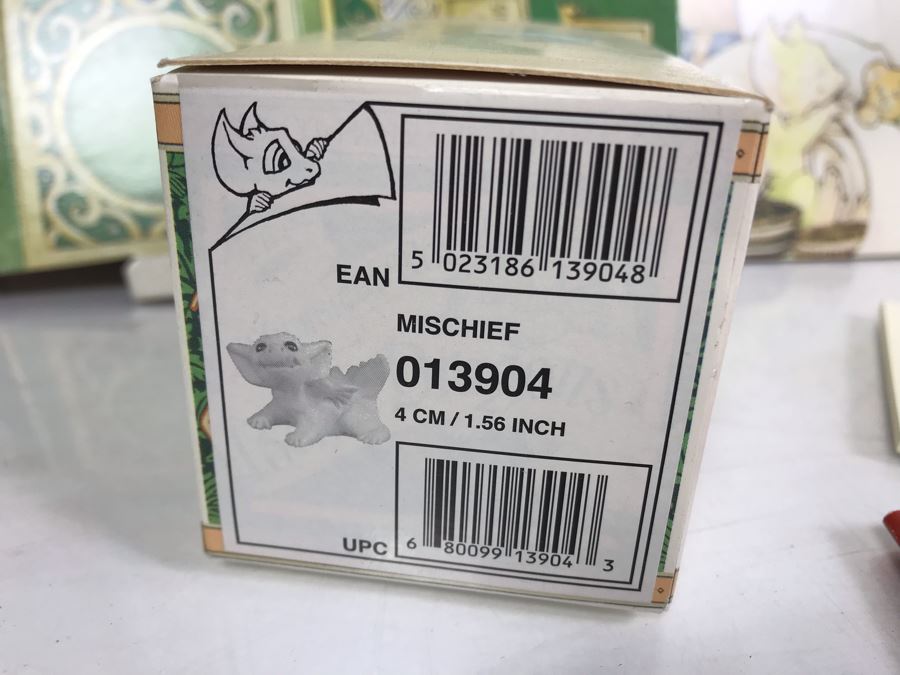 5 023186 139048
EAN
MISCHIEF
013904
4 CM / 1.56 INCH
6 80099 13904 3
UPC